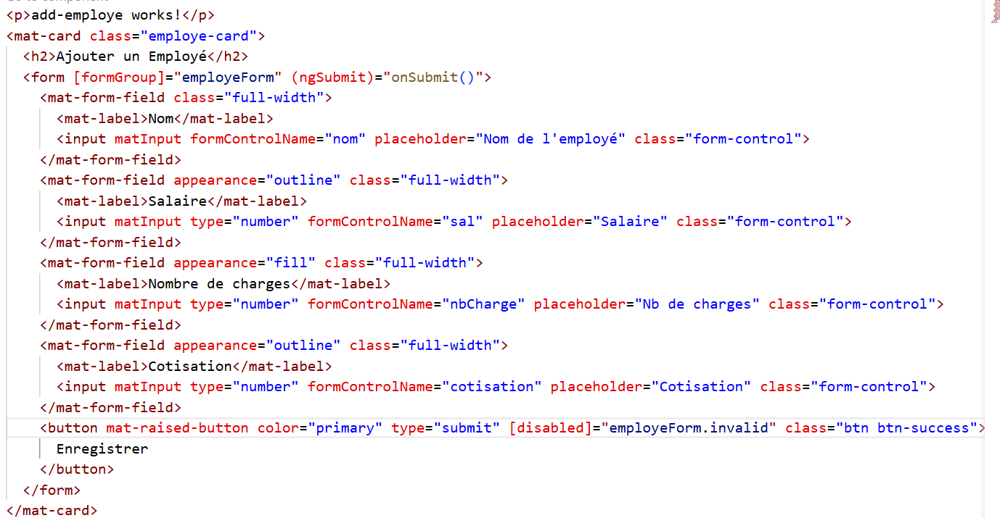 <p>add-employe works!</p>
<mat-card class="employe-card">
<h2>Ajouter un Employé</h2>
<form [formGroup]="employeForm" (ngSubmit)="onSubmit()">
<mat-form-field class="full-width">
<mat-label>Nom</mat-label>
<input matInput formControlName="nom" placeholder="Nom de l'employé" class="form-control">
</mat-form-field>
<mat-form-field appearance="outline" class="full-width">
<mat-label>Salaire</mat-label>
<input matInput type="number" formControlName="sal" placeholder="Salaire" class="form-control">
</mat-form-field>
<mat-form-field appearance="fill" class="full-width">
<mat-label>Nombre de charges</mat-label>
<input matInput type="number" formControlName="nbCharge" placeholder="Nb de charges" class="form-control">
</mat-form-field>
<mat-form-field appearance="outline" class="full-width">
<mat-label>Cotisation</mat-label>
<input matInput type="number" formControlName="cotisation" placeholder="Cotisation" class="form-control">
</mat-form-field>
<button mat-raised-button color="primary" type="submit" [disabled]="employeForm.invalid" class="btn btn-success">
Enregistrer
</button>
</form>
</mat-card>